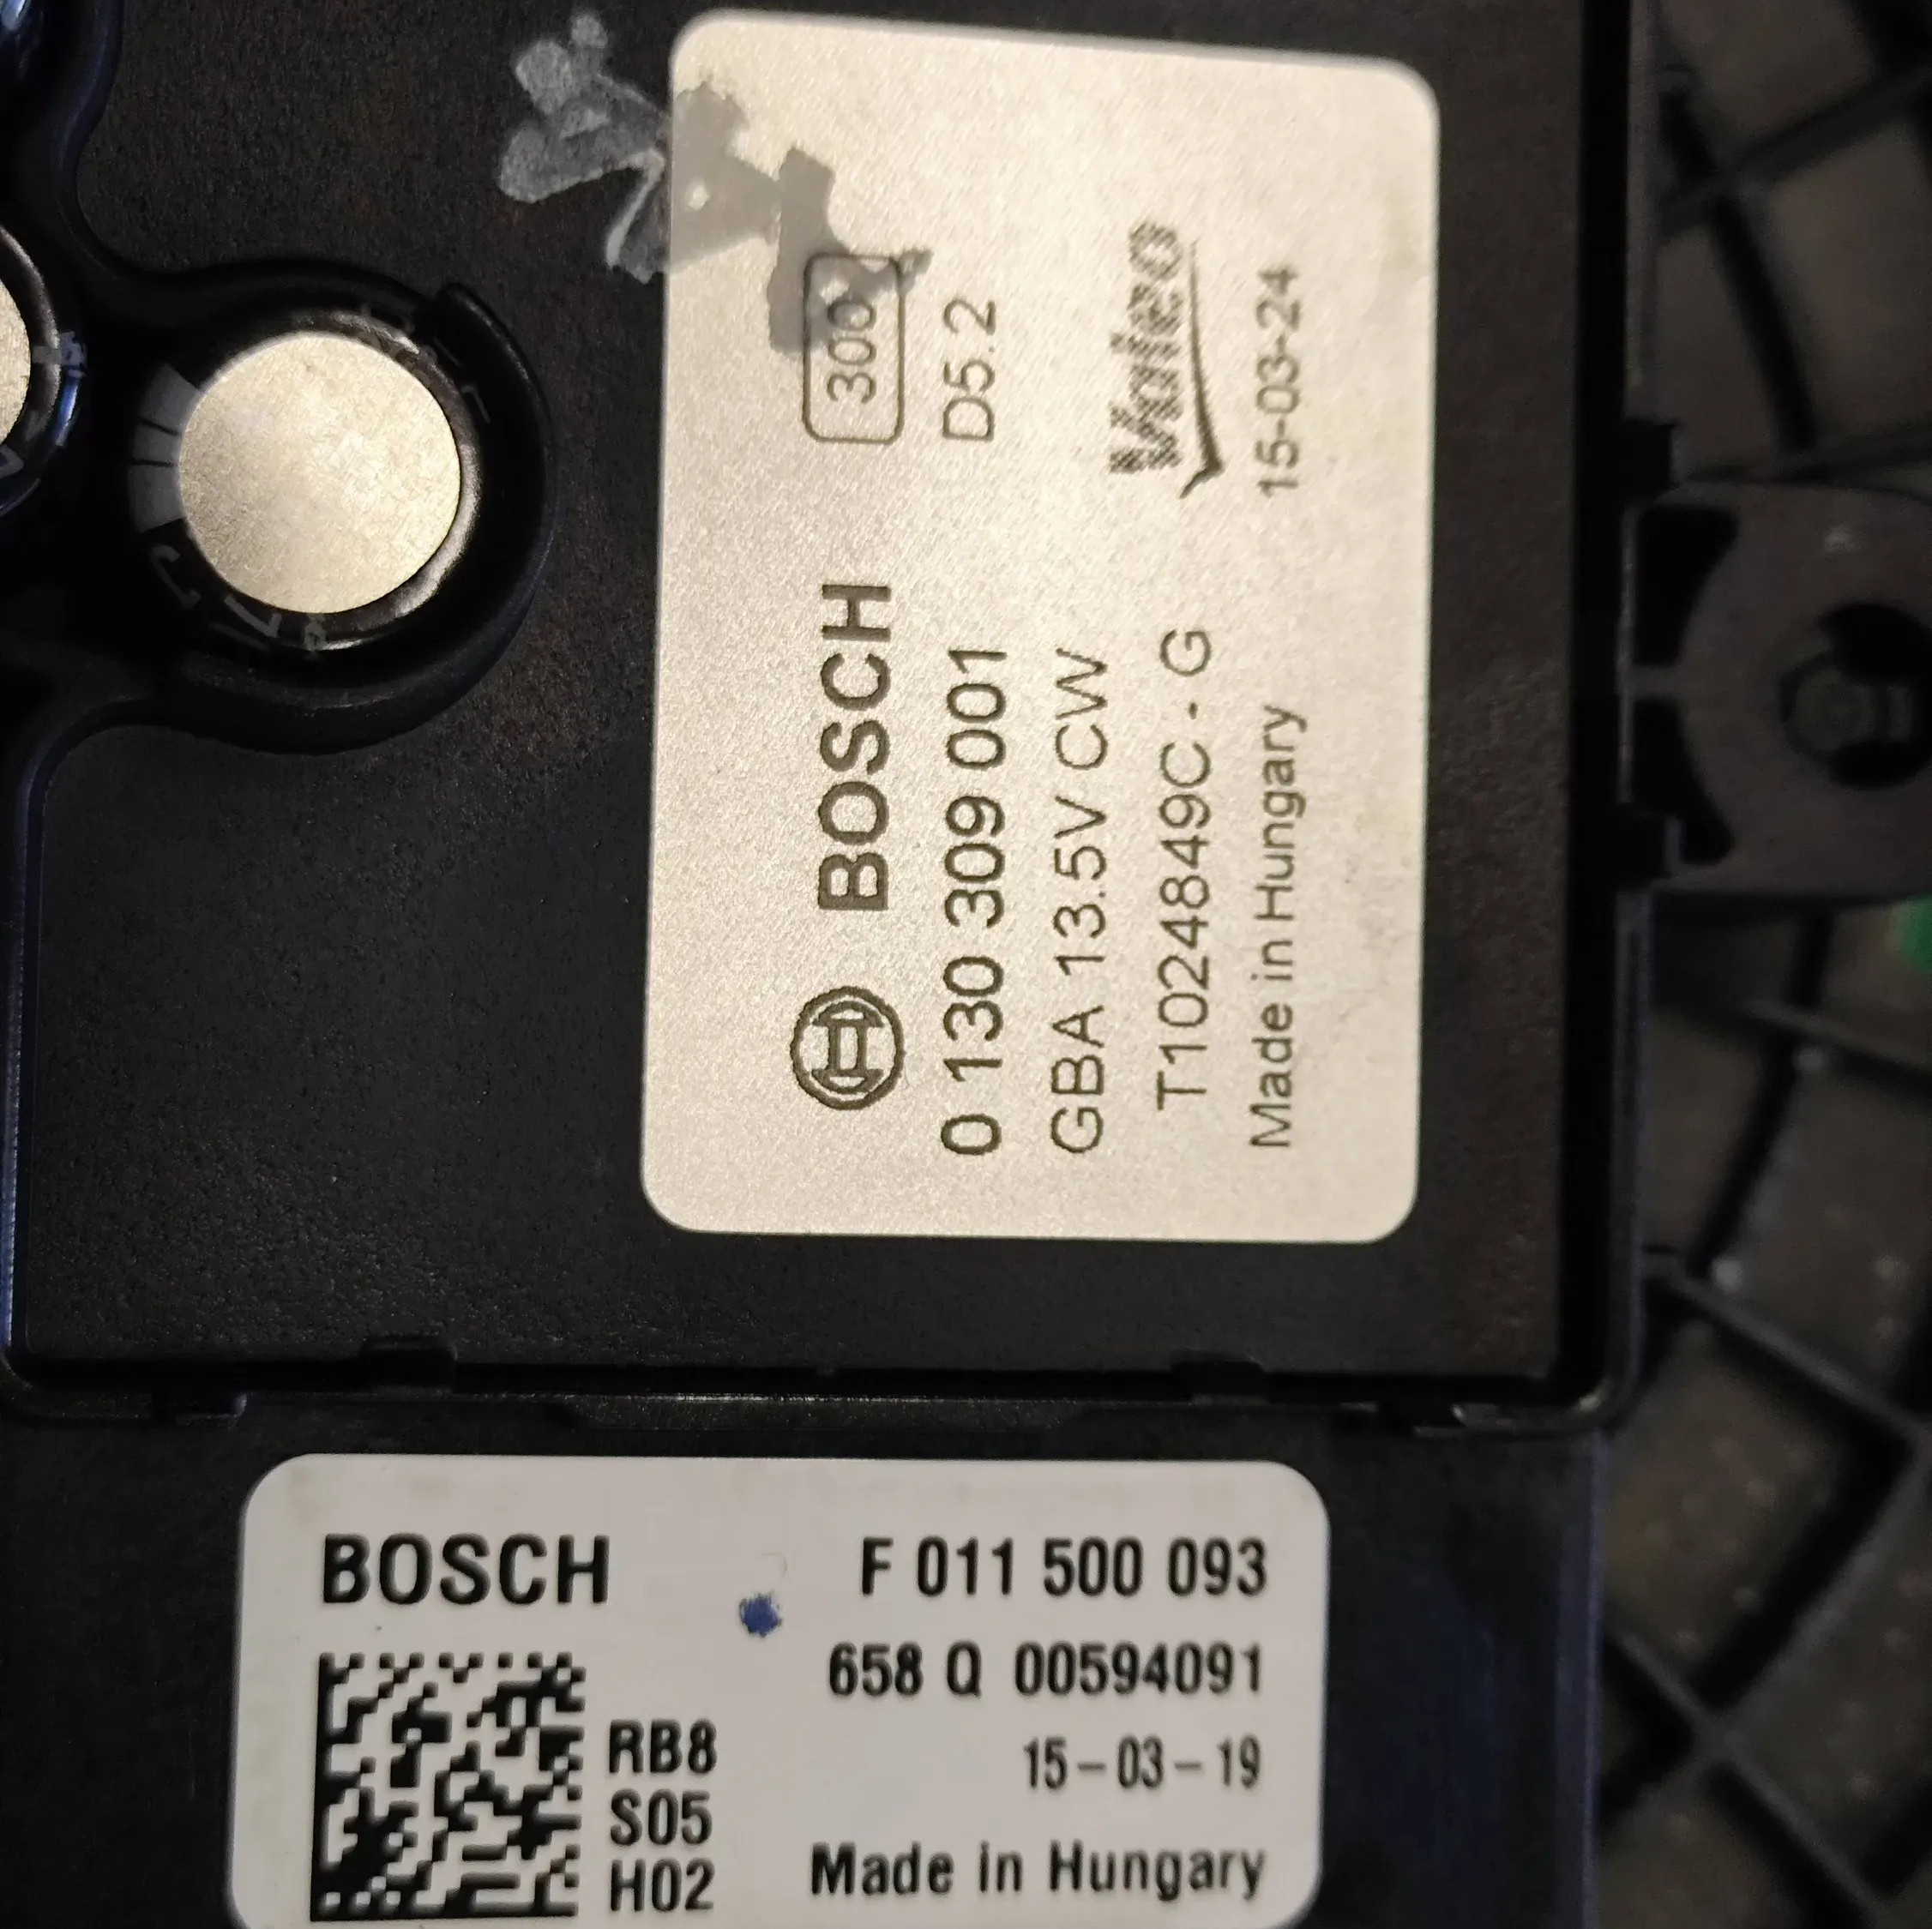 BOSCH 300
0 130 309 001 D5.2
GBA 13.5V CW
T1024849C - G Valeo
Made in Hungary 15-03-24
BOSCH F 011 500 093
658 Q 00594091
RB8 15-03-19
S05
H02 Made in Hungary